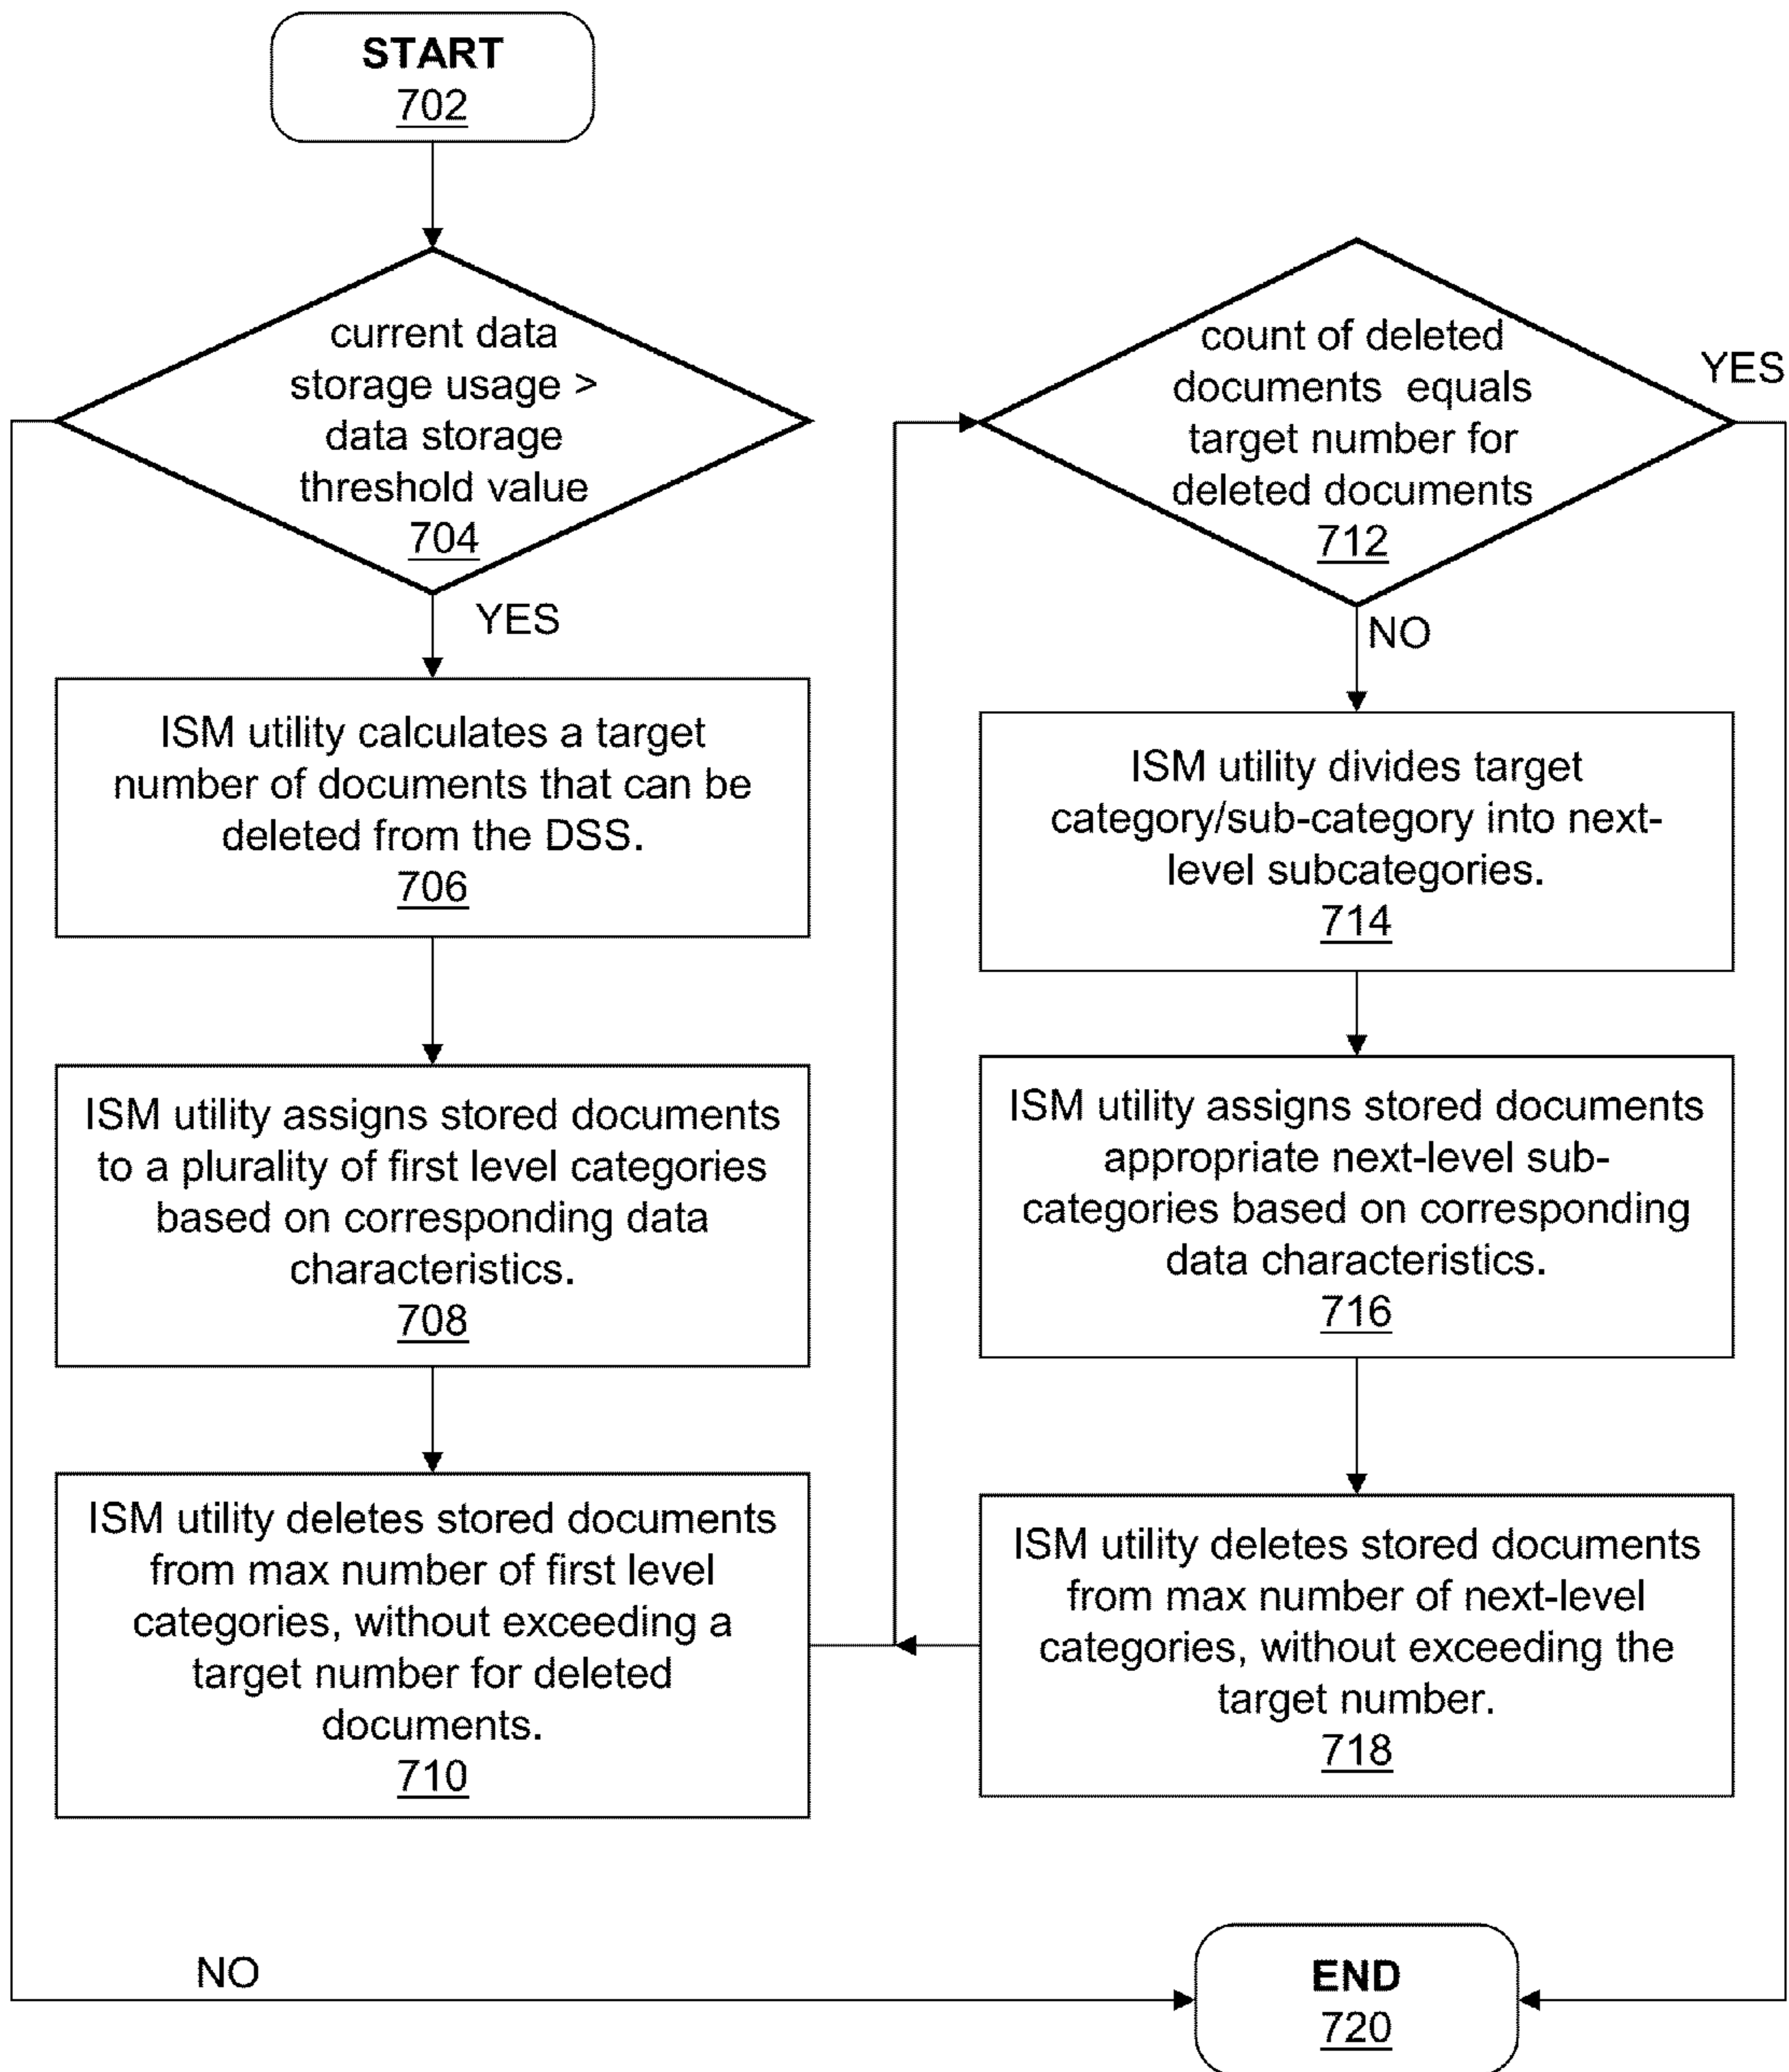 START
702
current data
storage usage >
data storage
threshold value
704
YES
ISM utility calculates a target
number of documents that can be
deleted from the DSS.
706
ISM utility assigns stored documents
to a plurality of first level categories
based on corresponding data
characteristics.
708
ISM utility deletes stored documents
from max number of first level
categories, without exceeding a
target number for deleted
documents.
710
NO
count of deleted
documents equals
target number for
deleted documents
712
YES
NO
ISM utility divides target
category/sub-category into next-
level subcategories.
714
ISM utility assigns stored documents
appropriate next-level sub-
categories based on corresponding
data characteristics.
716
ISM utility deletes stored documents
from max number of next-level
categories, without exceeding the
target number.
718
END
720